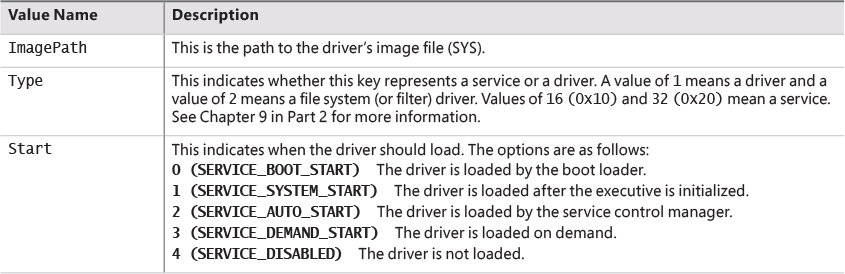 Value Name Description
ImagePath This is the path to the driver’s image file (SYS).
Type This indicates whether this key represents a service or a driver. A value of 1 means a driver and a
value of 2 means a file system (or filter) driver. Values of 16 (0x10) and 32 (0x20) mean a service.
See Chapter 9 in Part 2 for more information.
Start This indicates when the driver should load. The options are as follows:
0 (SERVICE_BOOT_START) The driver is loaded by the boot loader.
1 (SERVICE_SYSTEM_START) The driver is loaded after the executive is initialized.
2 (SERVICE_AUTO_START) The driver is loaded by the service control manager.
3 (SERVICE_DEMAND_START) The driver is loaded on demand.
4 (SERVICE_DISABLED) The driver is not loaded.